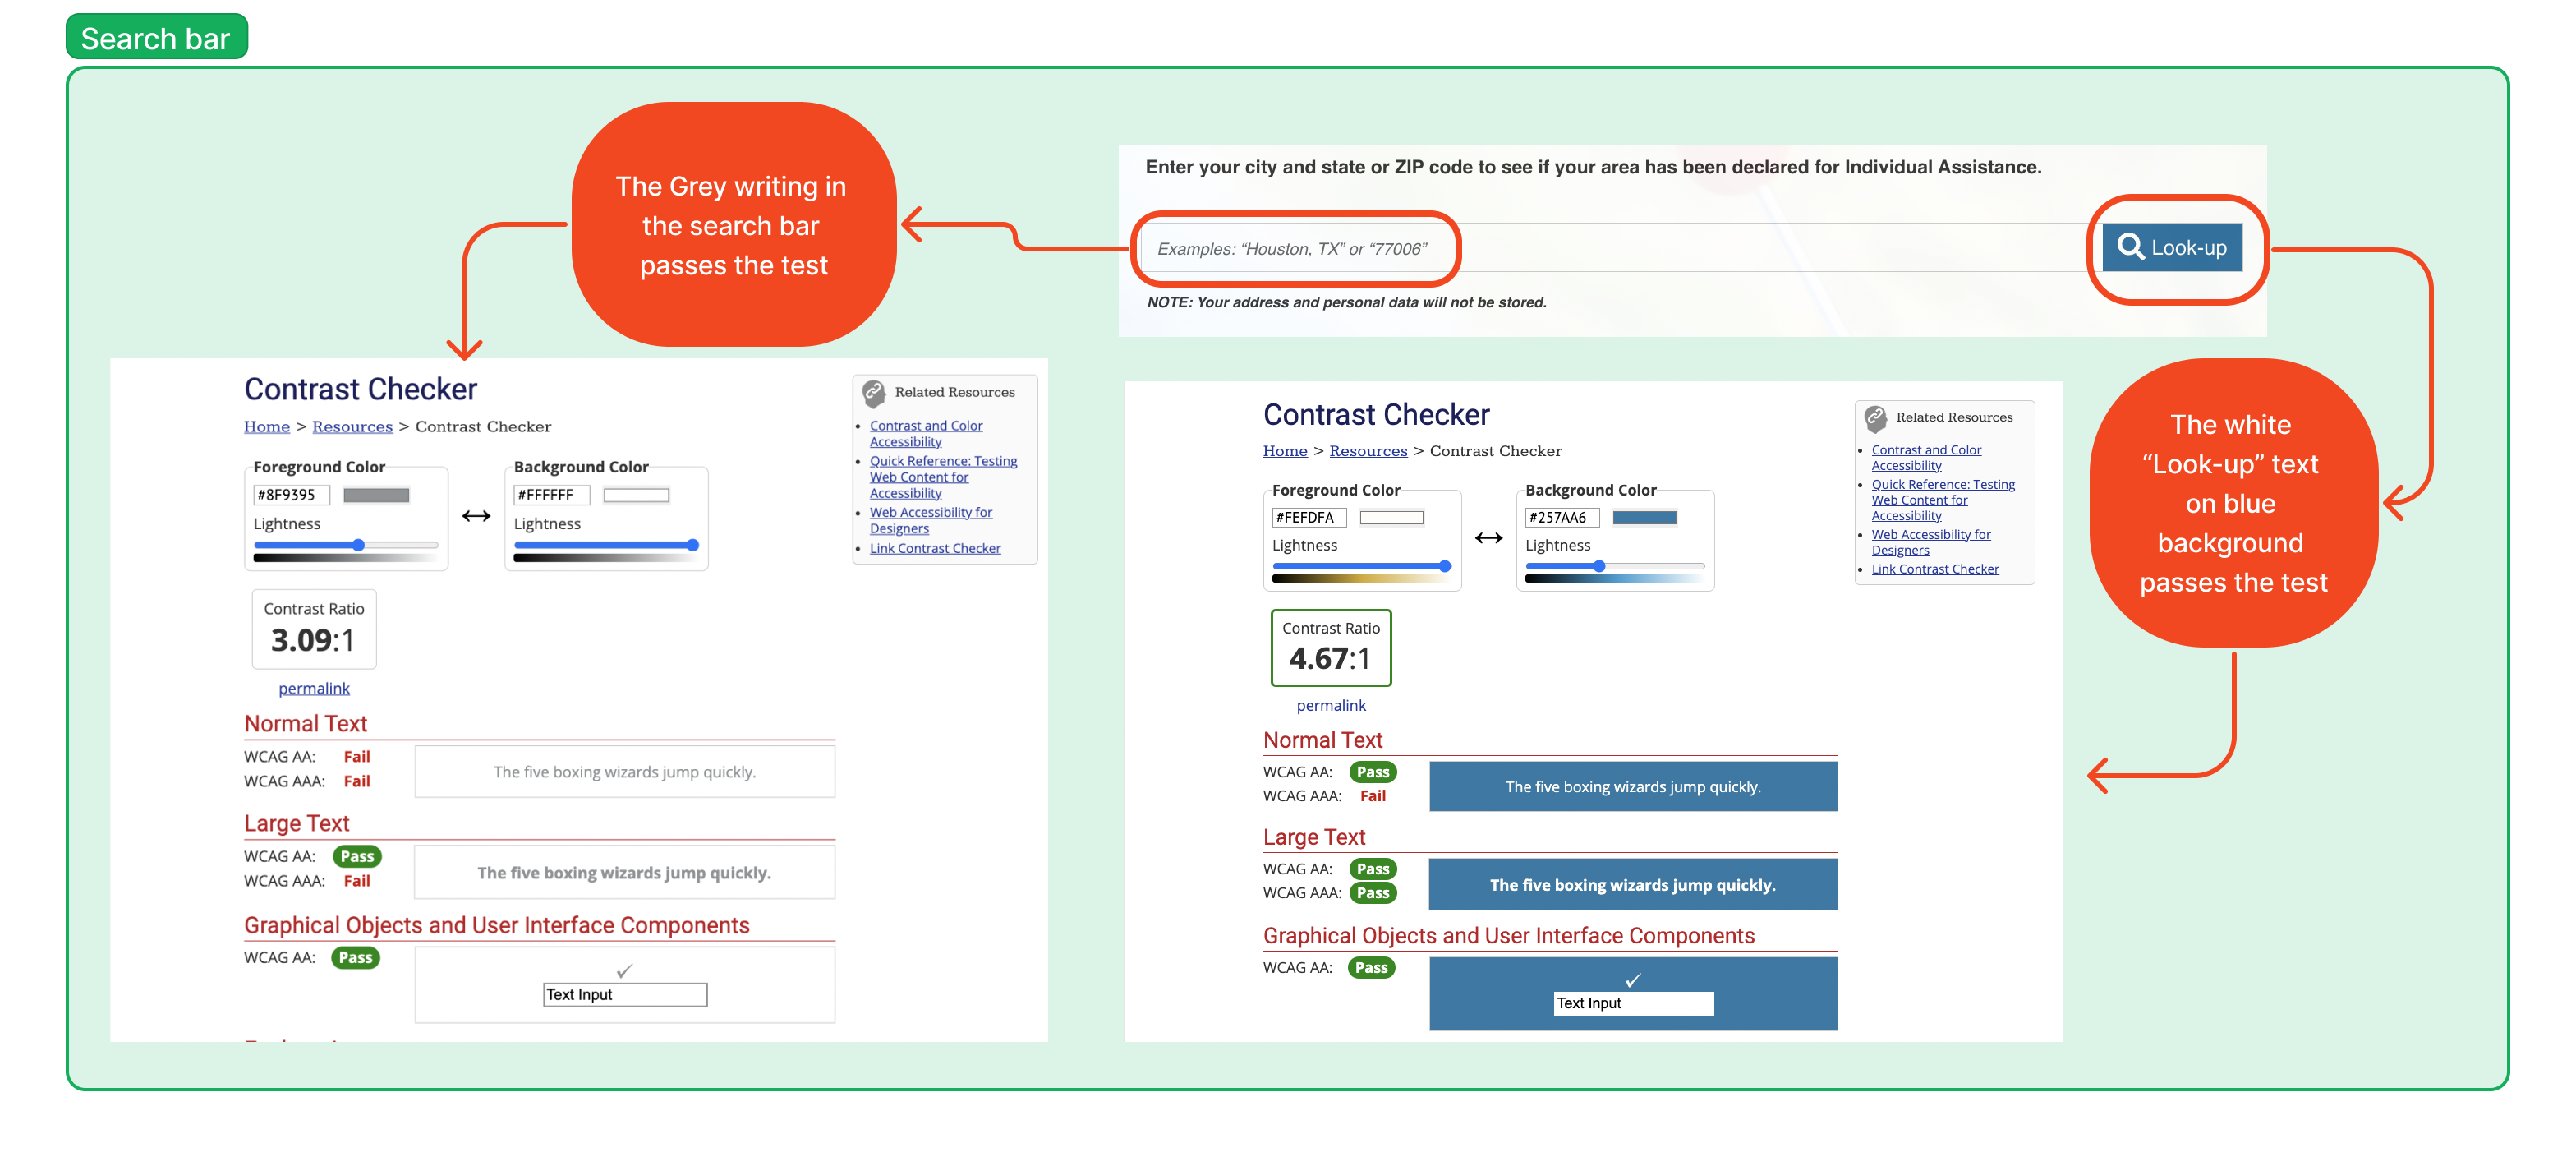 Search bar
The Grey writing in
the search bar
passes the test
Enter your city and state or ZIP code to see if your area has been declared for Individual Assistance.
Examples: “Houston, TX” or “77006”
Look-up
NOTE: Your address and personal data will not be stored.
The white
“Look-up” text
on blue
background
passes the test
Contrast Checker
Home > Resources > Contrast Checker
Foreground Color
#8F9395
Lightness
Background Color
#FFFFFF
Lightness
Related Resources
Contrast and Color
Accessibility
Quick Reference: Testing
Web Content for
Accessibility
Web Accessibility for
Designers
Link Contrast Checker
Contrast Ratio
3.09:1
permalink
Normal Text
WCAG AA: Fail
WCAG AAA: Fail
The five boxing wizards jump quickly.
Large Text
WCAG AA: Pass
WCAG AAA: Fail
The five boxing wizards jump quickly.
Graphical Objects and User Interface Components
WCAG AA: Pass
Text Input
Contrast Checker
Home > Resources > Contrast Checker
Foreground Color
#FEFDFA
Lightness
Background Color
#257AA6
Lightness
Related Resources
Contrast and Color
Accessibility
Quick Reference: Testing
Web Content for
Accessibility
Web Accessibility for
Designers
Link Contrast Checker
Contrast Ratio
4.67:1
permalink
Normal Text
WCAG AA: Pass
WCAG AAA: Fail
The five boxing wizards jump quickly.
Large Text
WCAG AA: Pass
WCAG AAA: Pass
The five boxing wizards jump quickly.
Graphical Objects and User Interface Components
WCAG AA: Pass
Text Input